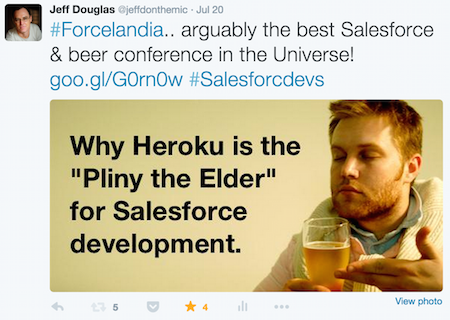 Jeff Douglas @jeffdonthemic · Jul 20
#Forcelandia.. arguably the best Salesforce
& beer conference in the Universe!
goo.gl/G0rn0w #Salesforcdevs
Why Heroku is the
"Pliny the Elder"
for Salesforce
development.
5 4 View photo